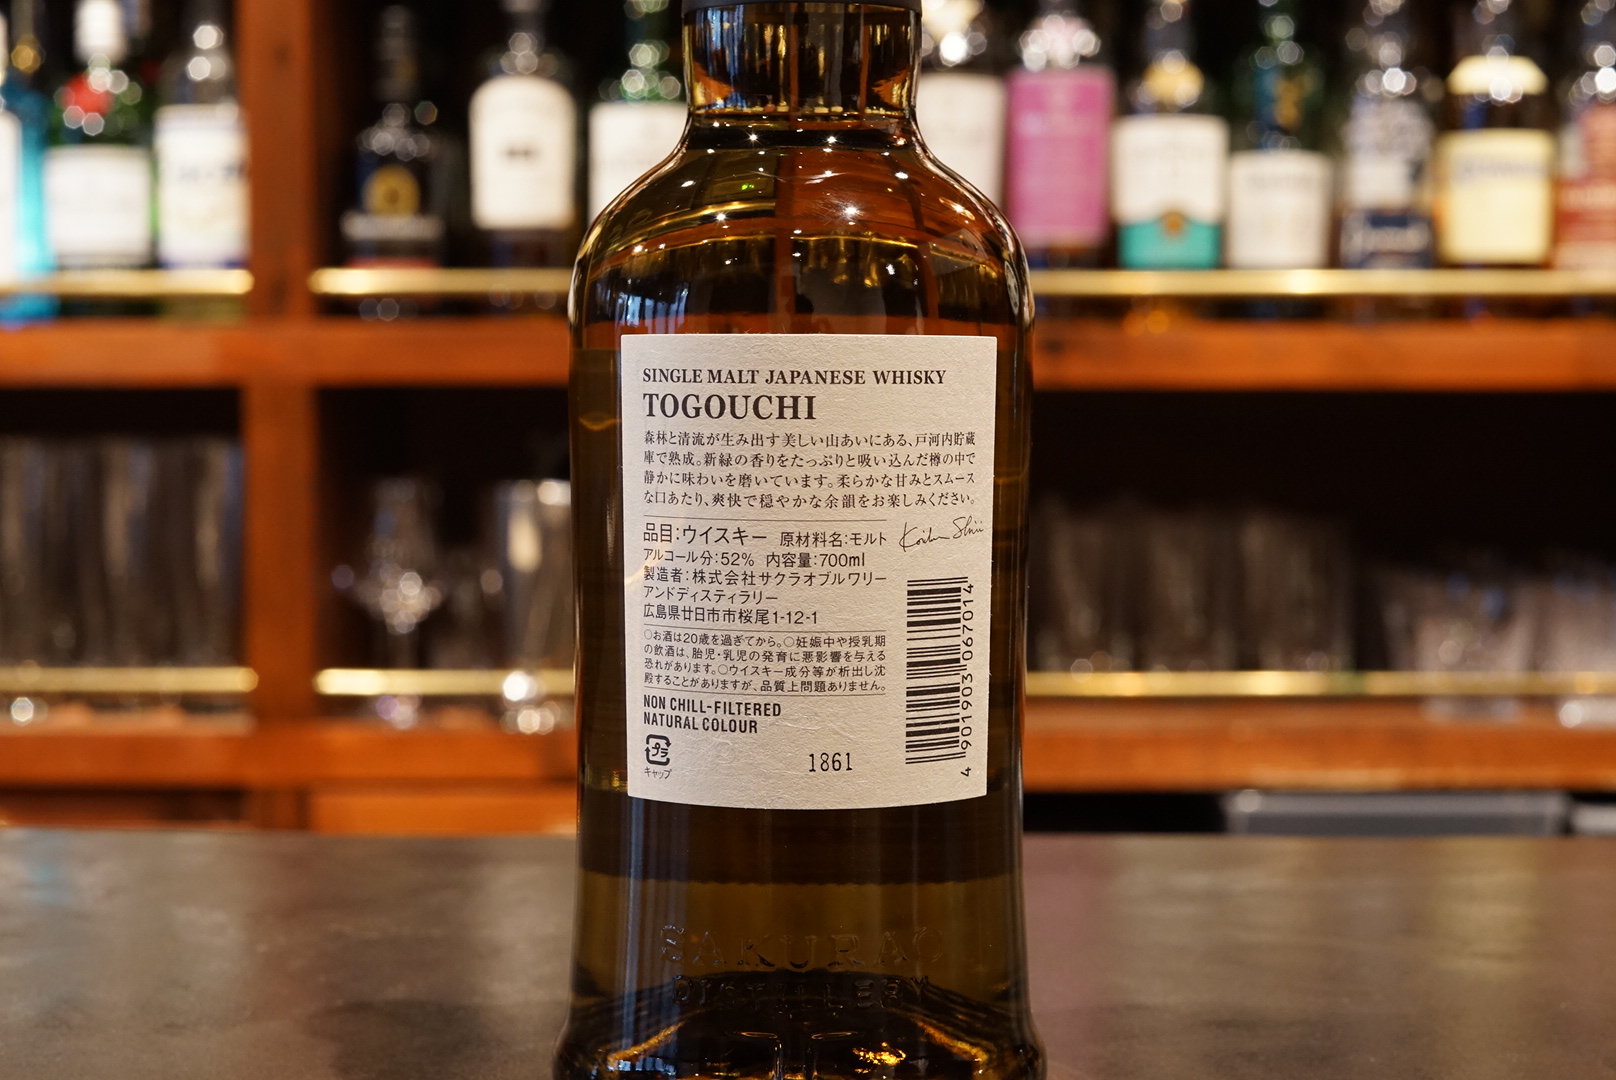 SINGLE MALT JAPANESE WHISKY
TOGOUCHI
森林と清流が生み出す美しい山あいにある、戸河内貯蔵
庫で熟成。新緑の香りをたっぷりと吸い込んだ樽の中で
静かに味わいを磨いています。柔らかな甘みとスムース
な口あたり、爽快で穏やかな余韻をお楽しみください。
品目:ウイスキー 原材料名:モルト
アルコール分:52% 内容量:700ml
製造者:株式会社サクラオブルワリー
アンドディスティラリー
広島県廿日市市桜尾1-12-1
○お酒は20歳を過ぎてから。○妊娠中や授乳期
の飲酒は、胎児・乳児の発育に悪影響を与える
恐れがあります。○ウイスキー成分等が析出し沈
殿することがありますが、品質上問題ありません。
NON CHILL-FILTERED
NATURAL COLOUR
プラ
キャップ
1861
4 901903 067014
SAKURAO
DISTILLERY